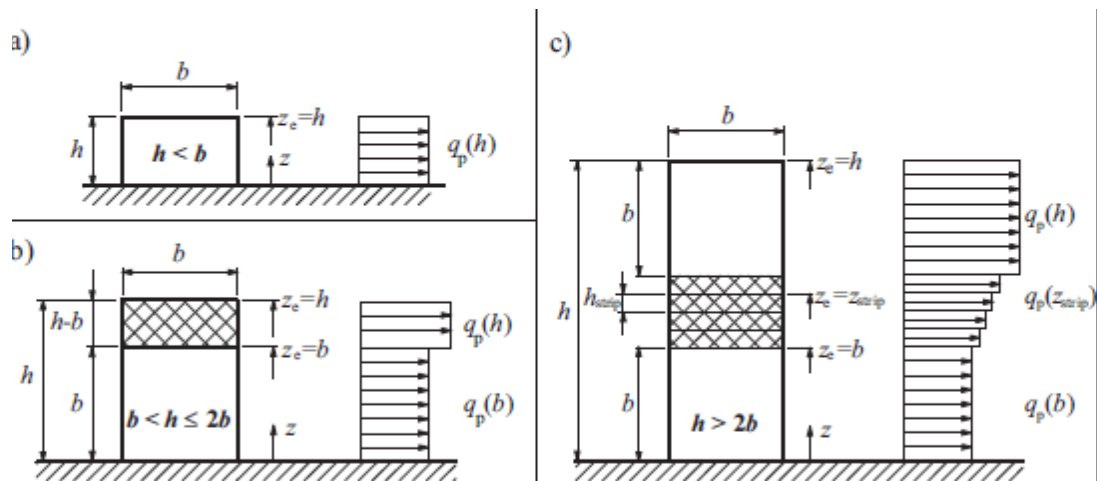 a)
b
z_e=h
h
h < b
z
q_p(h)
b)
b
h-b
z_e=h
q_p(h)
z_e=b
h
b
b < h ≤ 2b
z
q_p(b)
c)
b
z_e=h
b
q_p(h)
h
h_strip
z_e=z_strip
q_p(z_strip)
z_e=b
b
h > 2b
z
q_p(b)